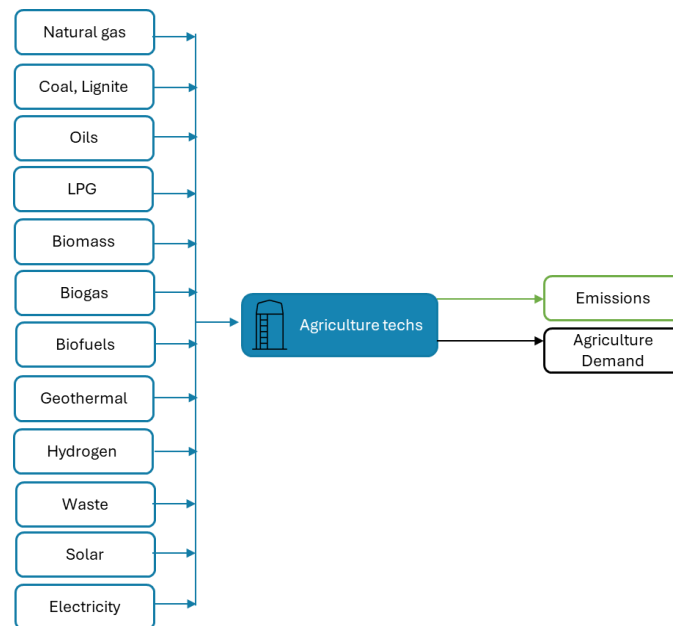 Natural gas
Coal, Lignite
Oils
LPG
Biomass
Biogas
Biofuels
Geothermal
Hydrogen
Waste
Solar
Electricity
Agriculture techs
Emissions
Agriculture
Demand